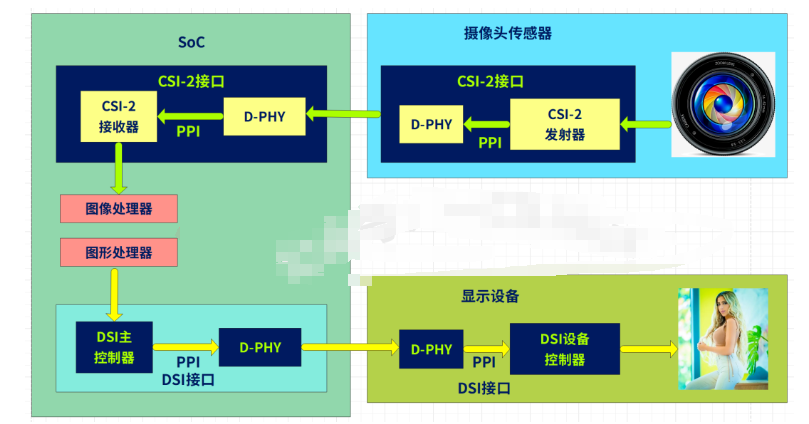 SoC
摄像头传感器
CSI-2接口
CSI-2接口
CSI-2
接收器
PPI
D-PHY
D-PHY
PPI
CSI-2
发射器
图像处理器
图形处理器
显示设备
DSI主
控制器
PPI
D-PHY
DSI接口
D-PHY
PPI
DSI设备
控制器
DSI接口